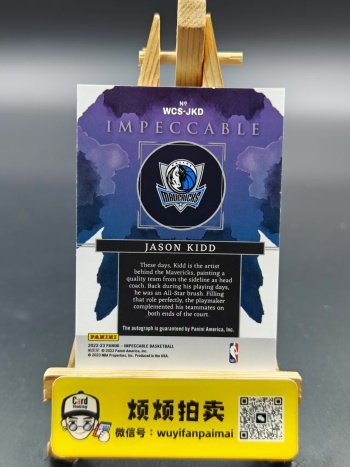 Nº
WCS-JKD
IMPECCABLE
DALLAS
MAVERICKS
JASON KIDD
These days, Kidd is the artist
behind the Mavericks, painting a
quality team from the sideline as head
coach. Back during his playing days,
he was an All-Star brush. Filling
that role perfectly, the playmaker
complemented his teammates on
both ends of the court.
The autograph is guaranteed by Panini America, Inc.
PANINI
2022-23 PANINI - IMPECCABLE BASKETBALL
© 2023 Panini America, Inc.
© 2023 NBA Properties, Inc. Produced in the USA.
Card
烦烦拍卖
微信号：wuyifanpaimai